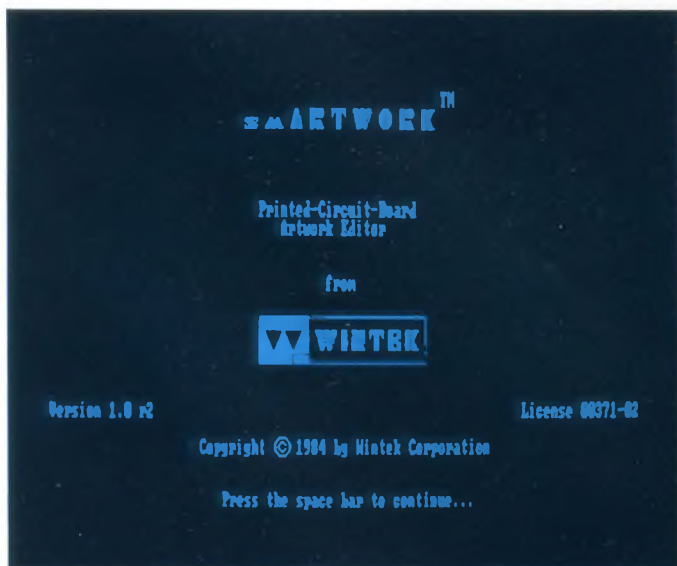 smARTWORK™
Printed-Circuit-Board
Artwork Editor
from
WINTEK
Version 1.0 r2
License 00371-02
Copyright © 1984 by Wintek Corporation
Press the space bar to continue...